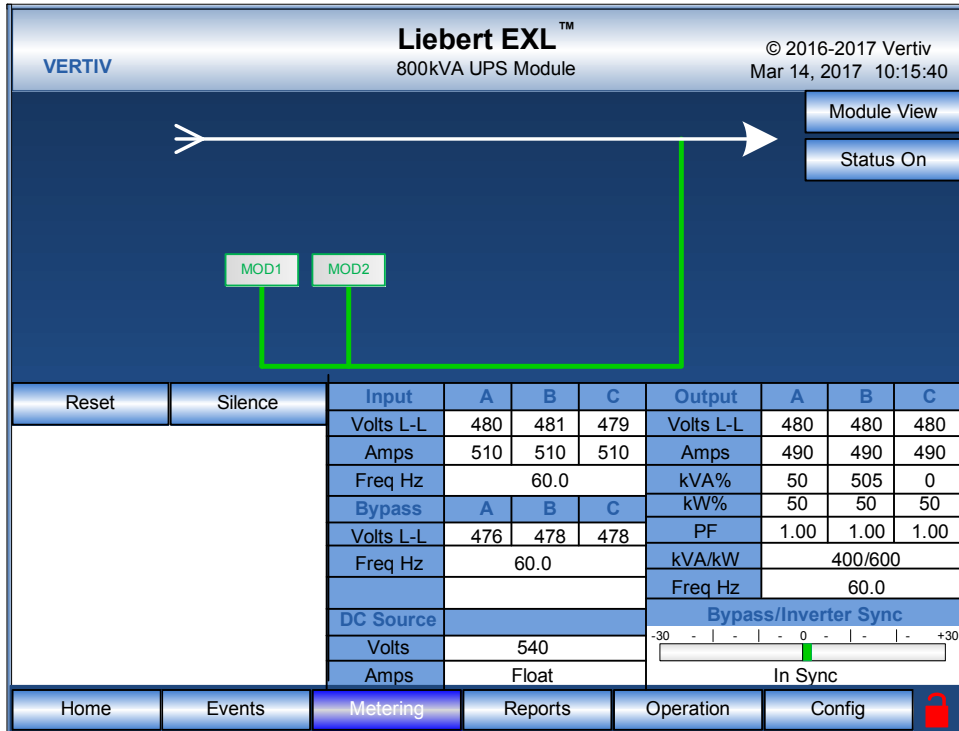 VERTIV
Liebert EXL™
800kVA UPS Module
© 2016-2017 Vertiv
Mar 14, 2017 10:15:40
Module View
Status On
MOD1 MOD2
Reset Silence
Input A B C
Volts L-L 480 481 479
Amps 510 510 510
Freq Hz 60.0
Bypass A B C
Volts L-L 476 478 478
Freq Hz 60.0
DC Source
Volts 540
Amps Float
Output A B C
Volts L-L 480 480 480
Amps 490 490 490
kVA% 50 505 0
kW% 50 50 50
PF 1.00 1.00 1.00
kVA/kW 400/600
Freq Hz 60.0
Bypass/Inverter Sync
-30 - | - | - 0 - | - | - +30
In Sync
Home Events Metering Reports Operation Config